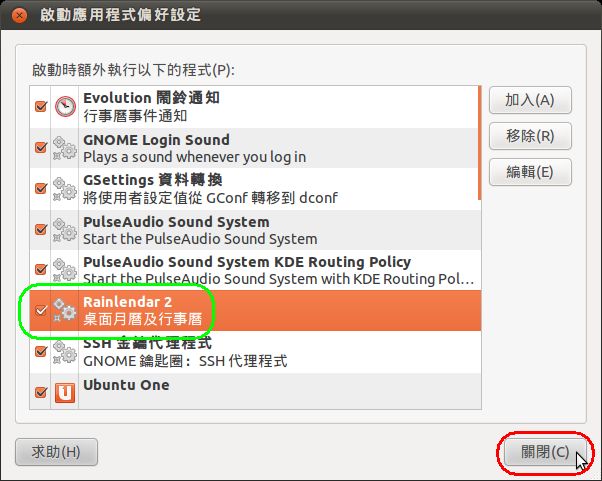 啟動應用程式偏好設定
啟動時額外執行以下的程式(P):
Evolution 鬧鈴通知
行事曆事件通知
GNOME Login Sound
Plays a sound whenever you log in
GSettings 資料轉換
將使用者設定值從 GConf 轉移到 dconf
PulseAudio Sound System
Start the PulseAudio Sound System
PulseAudio Sound System KDE Routing Policy
Start the PulseAudio Sound System with KDE Routing Pol…
Rainlendar 2
桌面月曆及行事曆
SSH 金鑰代理程式
GNOME 鑰匙圈：SSH 代理程式
Ubuntu One
加入(A)
移除(R)
編輯(E)
求助(H)
關閉(C)